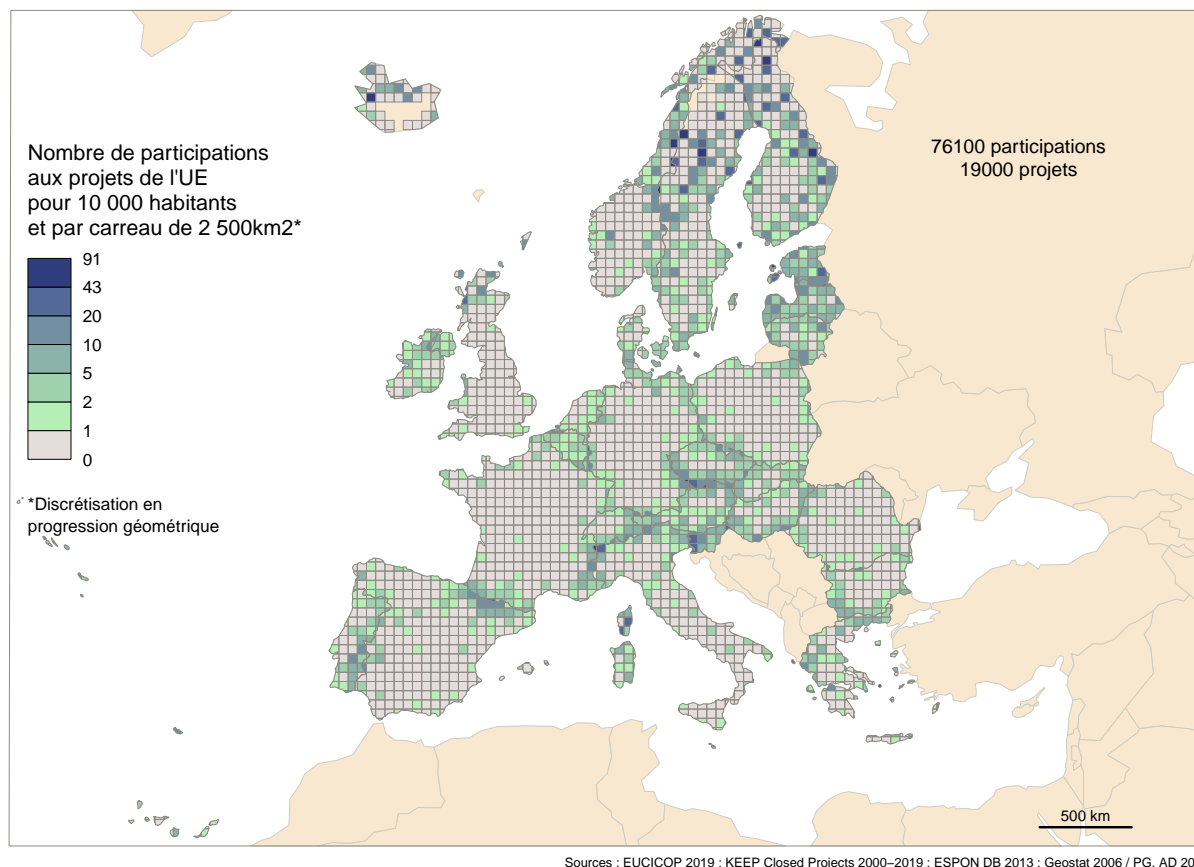 76100 participations
19000 projets
Nombre de participations
aux projets de l'UE
pour 10 000 habitants
et par carreau de 2 500km2*
91
43
20
10
5
2
1
0
*Discrétisation en
progression géométrique
500 km
Sources : EUCICOP 2019 ; KEEP Closed Projects 2000–2019 ; ESPON DB 2013 ; Geostat 2006 / PG, AD 20